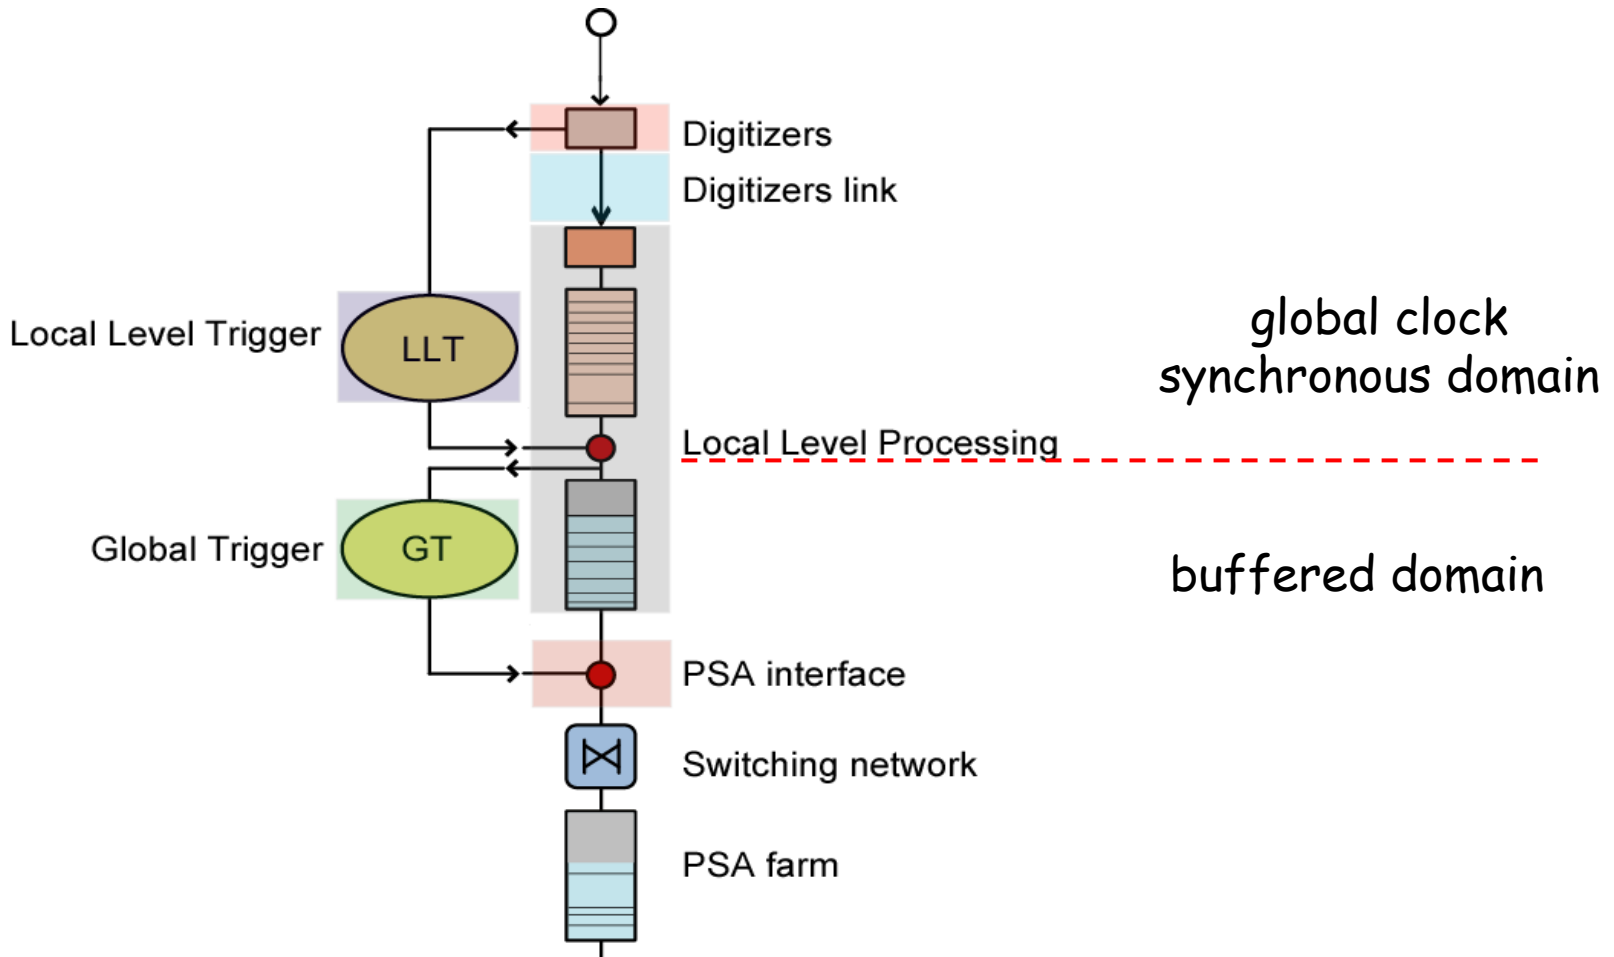 Digitizers
Digitizers link
Local Level Trigger
LLT
global clock
synchronous domain
Local Level Processing
Global Trigger
GT
buffered domain
PSA interface
Switching network
PSA farm